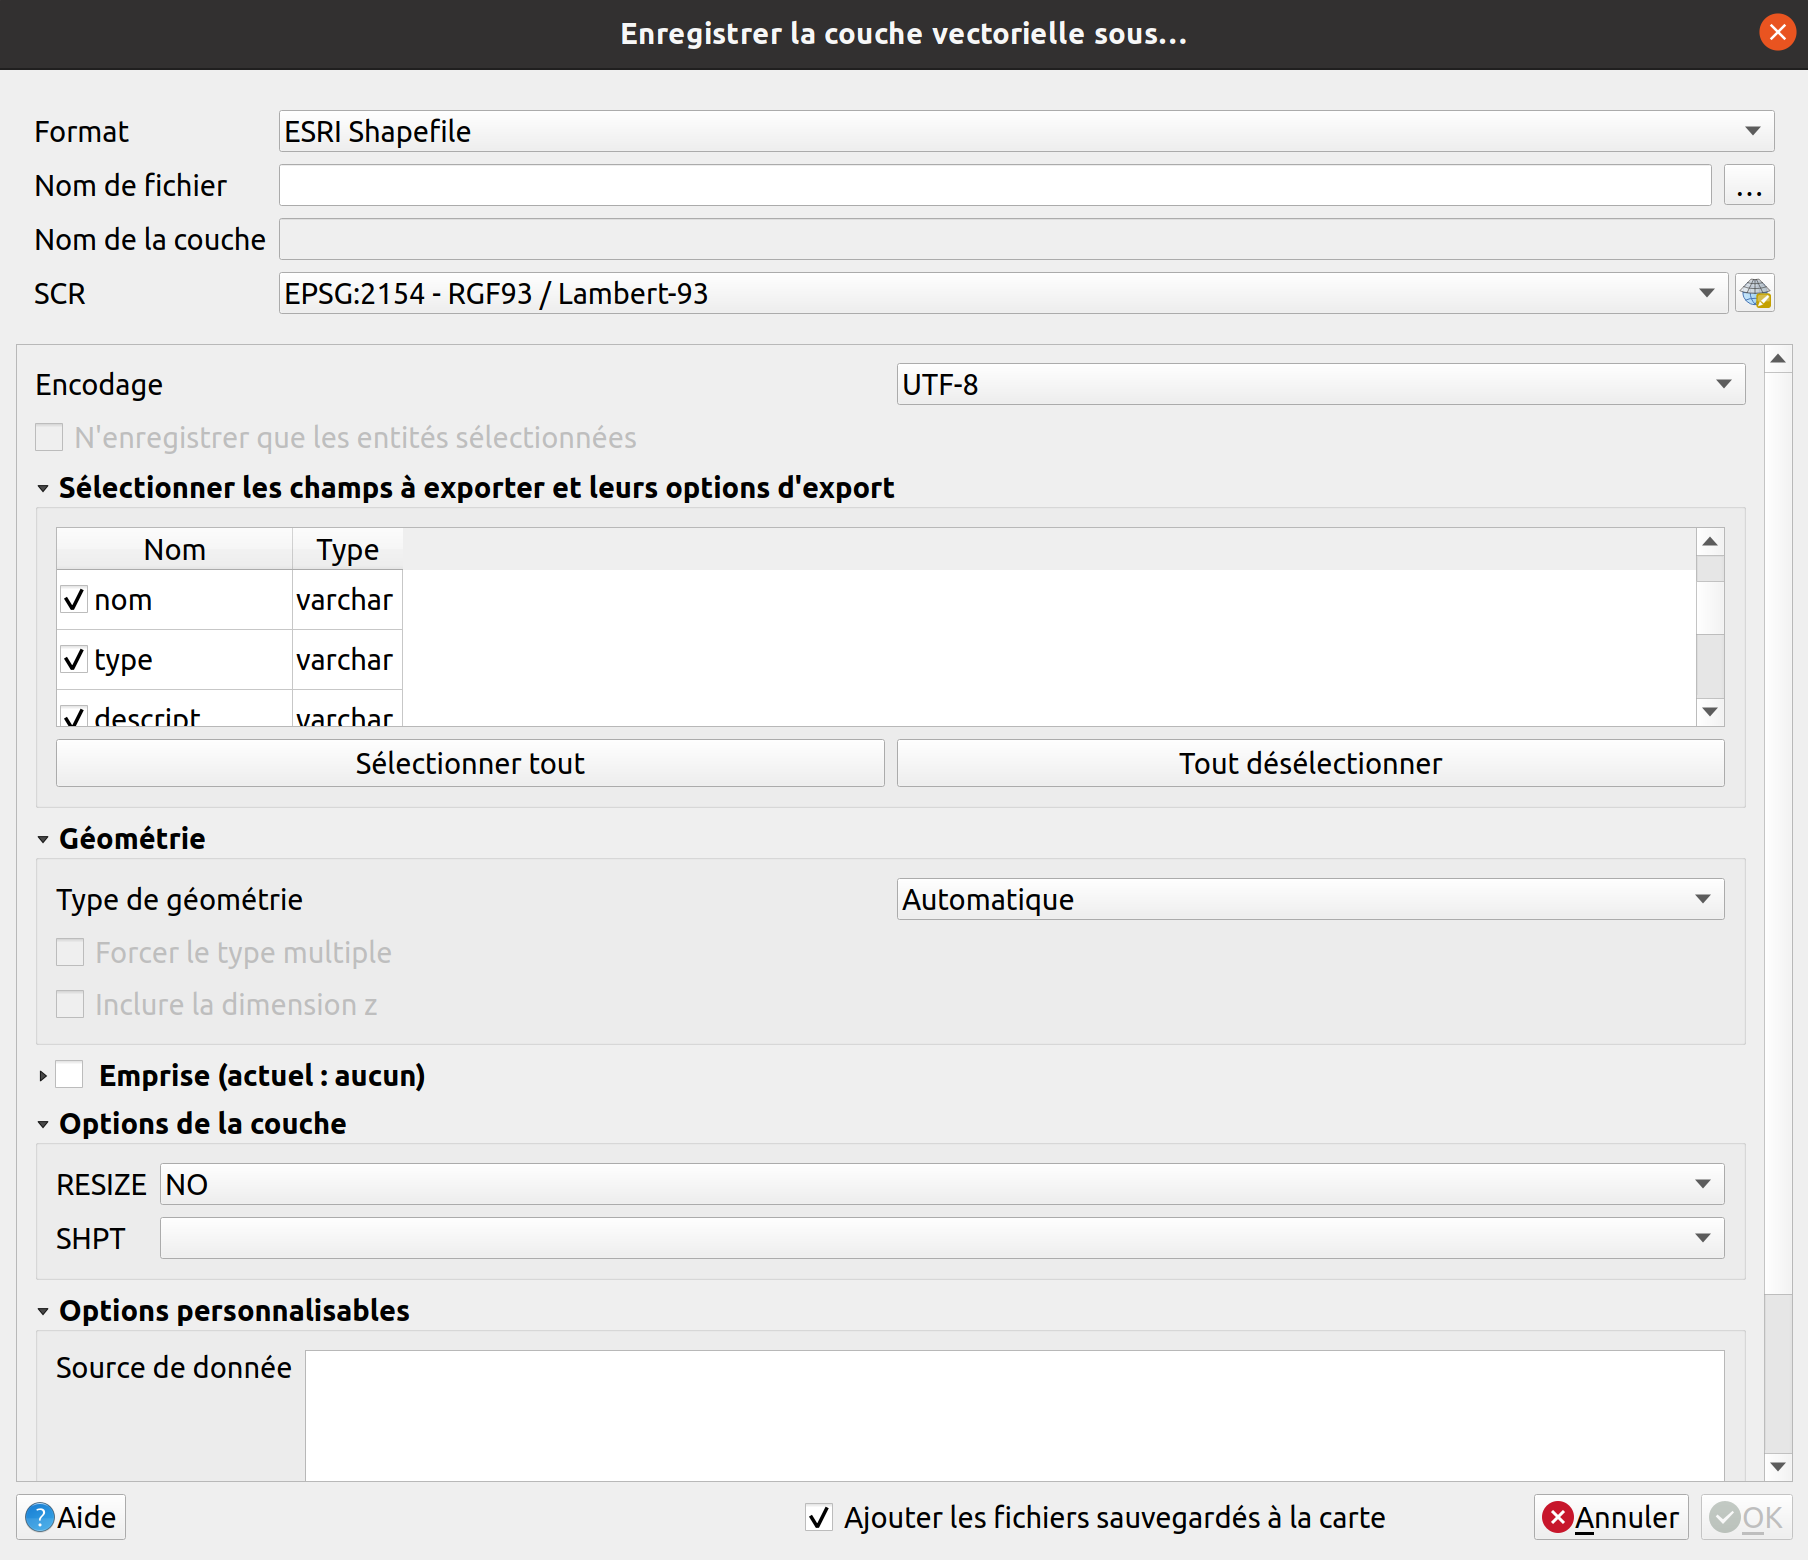 Enregistrer la couche vectorielle sous…
Format ESRI Shapefile
Nom de fichier …
Nom de la couche
SCR EPSG:2154 - RGF93 / Lambert-93
Encodage UTF-8
N'enregistrer que les entités sélectionnées
Sélectionner les champs à exporter et leurs options d'export
Nom Type
nom varchar
type varchar
descript varchar
Sélectionner tout Tout désélectionner
Géométrie
Type de géométrie Automatique
Forcer le type multiple
Inclure la dimension z
Emprise (actuel : aucun)
Options de la couche
RESIZE NO
SHPT
Options personnalisables
Source de donnée
Aide Ajouter les fichiers sauvegardés à la carte Annuler OK